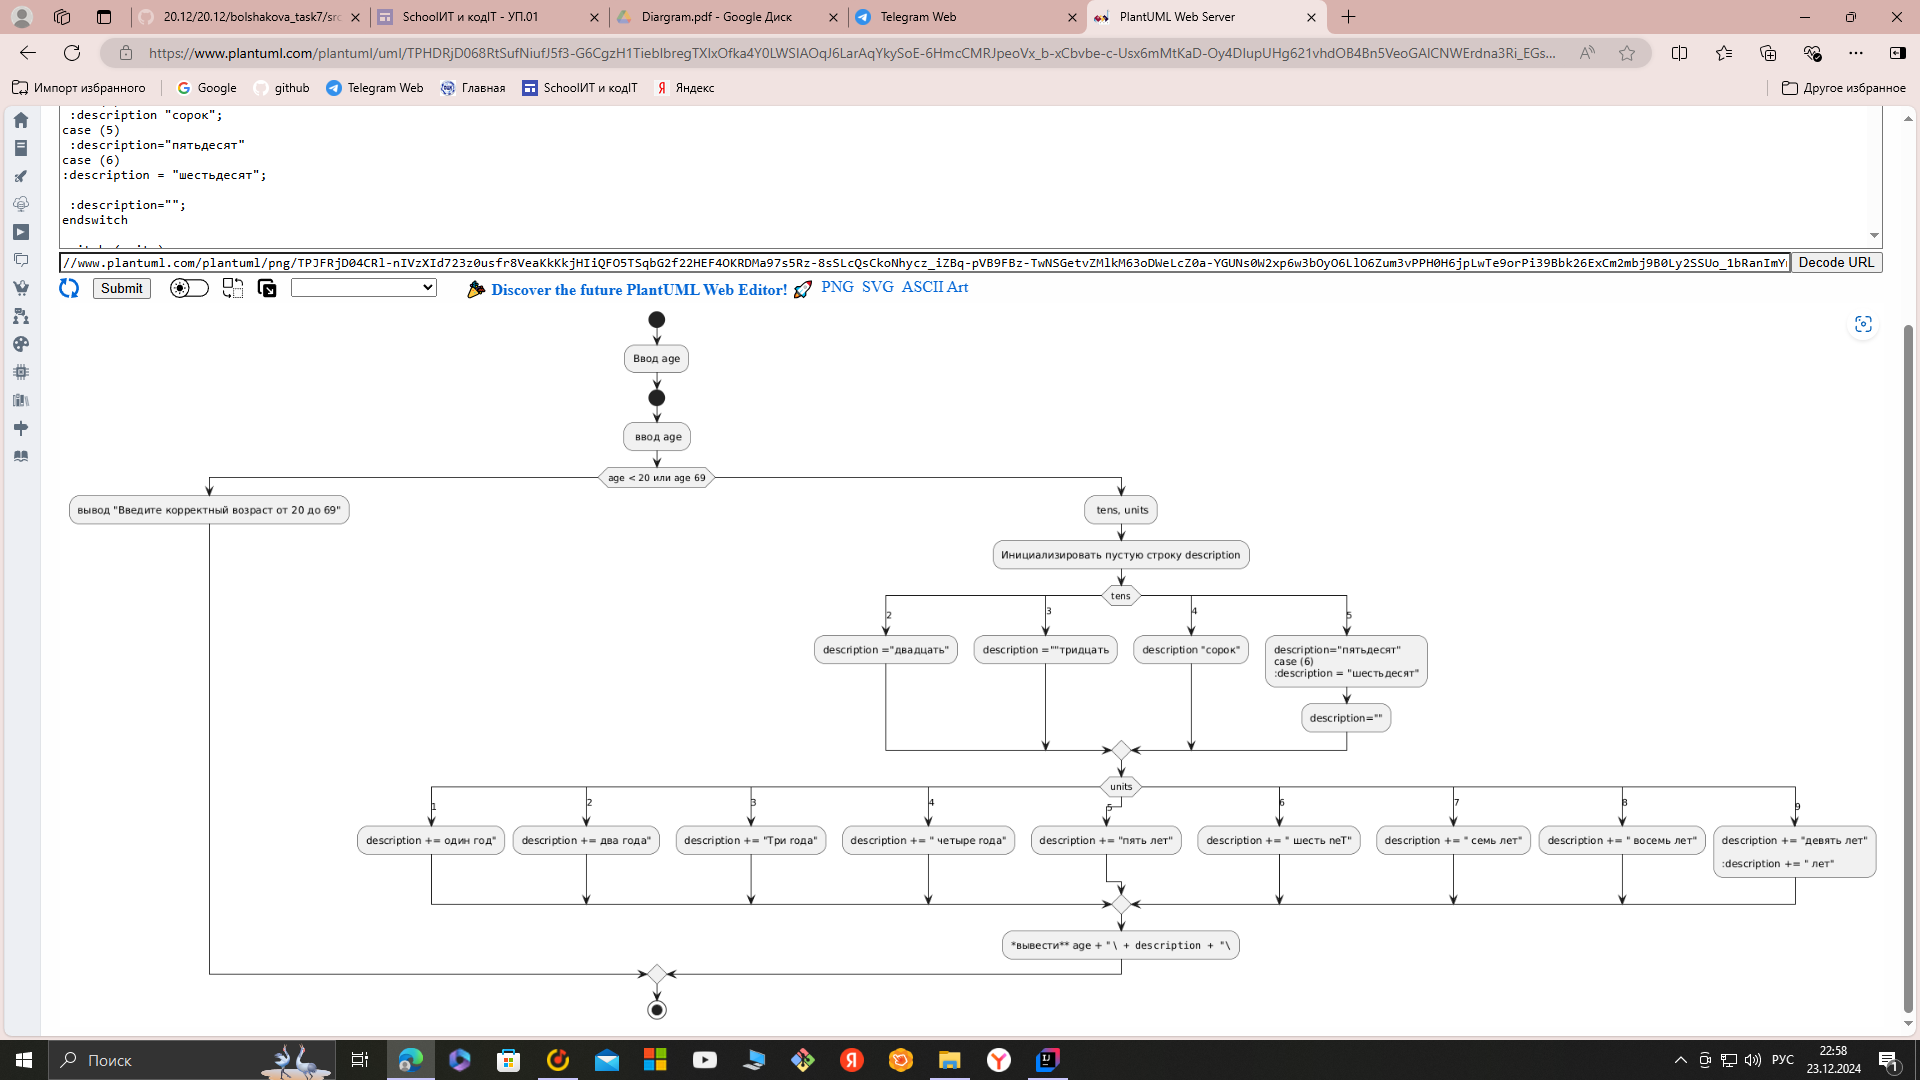 20.12/20.12/bolshakova_task7/src
SchoolИТ и кодIT - УП.01
Diargram.pdf - Google Диск
Telegram Web
PlantUML Web Server
https://www.plantuml.com/plantuml/uml/TPHDRjD068RtSufNiufJ5f3-G6CgzH1TiebIbregTXlxOfka4Y0LWSIAOqJ6LarAqYkySoE-6HmcCMRJpeoVx_b-xCbvbe-c-Usx6mMtKaD-Oy4DIupUHg621vhdOB4Bn5VeoGAlCNWErdna3Ri_EGs...
Импорт избранного
Google
github
Telegram Web
Главная
SchoolИТ и кодIT
Яндекс
Другое избранное
:description "сорок";
case (5)
:description="пятьдесят"
case (6)
:description = "шестьдесят";
:description="";
endswitch
//www.plantuml.com/plantuml/png/TPJFRjD04CRl-nIVzXId723z0usfr8VeaKkKkjHIiQFO5TSqbG2f22HEF4OKRDMa97s5Rz-8sSLcQsCkoNhycz_iZBq-pVB9FBz-TwNSGetvZMlkM63oDWeLcZ0a-YGUNs0W2xp6w3bOyO6LlO6Zum3vPPH0H6jpLwTe9orPi39Bbk26ExCm2mbj9B0Ly2SSUo_1bRanImY
Decode URL
Submit
Discover the future PlantUML Web Editor!
PNG SVG ASCII Art
Ввод age
ввод age
age < 20 или age 69
вывод "Введите корректный возраст от 20 до 69"
tens, units
Инициализировать пустую строку description
tens
2
3
4
5
description ="двадцать"
description =""тридцать
description "сорок"
description="пятьдесят"
case (6)
:description = "шестьдесят"
description=""
units
1
2
3
4
5
6
7
8
9
description += один год"
description += два года"
description += "Три года"
description += " четыре года"
description += "пять лет"
description += " шесть neT"
description += " семь лет"
description += " восемь лет"
description += "девять лет"
:description += " лет"
*вывести** age + "\ + description + "\
Поиск
РУС
22:58
23.12.2024
1